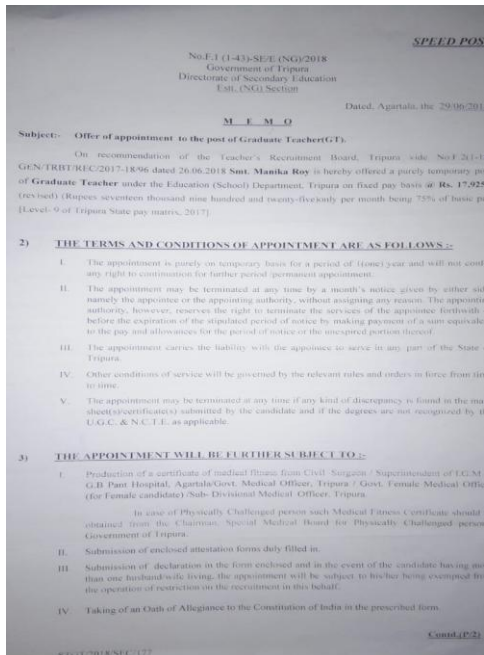 SPEED POS
No.F.1 (1-43)-SE/E (NG)/2018
Government of Tripura
Directorate of Secondary Education
Estt. (NG) Section
Dated, Agartala, the 29/06/201
M E M O
Subject:- Offer of appointment to the post of Graduate Teacher(GT).
On recommendation of the Teacher's Recruitment Board, Tripura vide No.F.2(1-1
GEN/TRBT/REC/2017-18/96 dated 26.06.2018 Smt. Manika Roy is hereby offered a purely temporary po
of Graduate Teacher under the Education (School) Department, Tripura on fixed pay basis @ Rs. 17,925
(revised) (Rupees seventeen thousand nine hundred and twenty-five)only per month being 75% of basic p
[Level- 9 of Tripura State pay matrix, 2017].
2) THE TERMS AND CONDITIONS OF APPOINTMENT ARE AS FOLLOWS :-
I. The appointment is purely on temporary basis for a period of 1(one) year and will not conf
any right to continuation for further period /permanent appointment.
II. The appointment may be terminated at any time by a month's notice given by either sid
namely the appointee or the appointing authority, without assigning any reason. The appointi
authority, however, reserves the right to terminate the services of the appointee forthwith
before the expiration of the stipulated period of notice by making payment of a sum equivale
to the pay and allowances for the period of notice or the unexpired portion thereof.
III. The appointment carries the liability with the appointee to serve in any part of the State
Tripura.
IV. Other conditions of service will be governed by the relevant rules and orders in force from tim
to time.
V. The appointment may be terminated at any time if any kind of discrepancy is found in the ma
sheet(s)/certificate(s) submitted by the candidate and if the degrees are not recognized by t
U.G.C. & N.C.T.E. as applicable.
3) THE APPOINTMENT WILL BE FURTHER SUBJECT TO :-
I. Production of a certificate of medical fitness from Civil Surgeon / Superintendent of I.G.M
G.B Pant Hospital, Agartala/Govt. Medical Officer, Tripura / Govt. Female Medical Offic
(for Female candidate) /Sub- Divisional Medical Officer, Tripura.
In case of Physically Challenged person such Medical Fitness Certificate should
obtained from the Chairman, Special Medical Board for Physically Challenged person
Government of Tripura.
II. Submission of enclosed attestation forms duly filled in.
III. Submission of declaration in the form enclosed and in the event of the candidate having mo
than one husband/wife living, the appointment will be subject to his/her being exempted fr
the operation of restriction on the recruitment in this behalf.
IV. Taking of an Oath of Allegiance to the Constitution of India in the prescribed form.
Contd.(P/2)